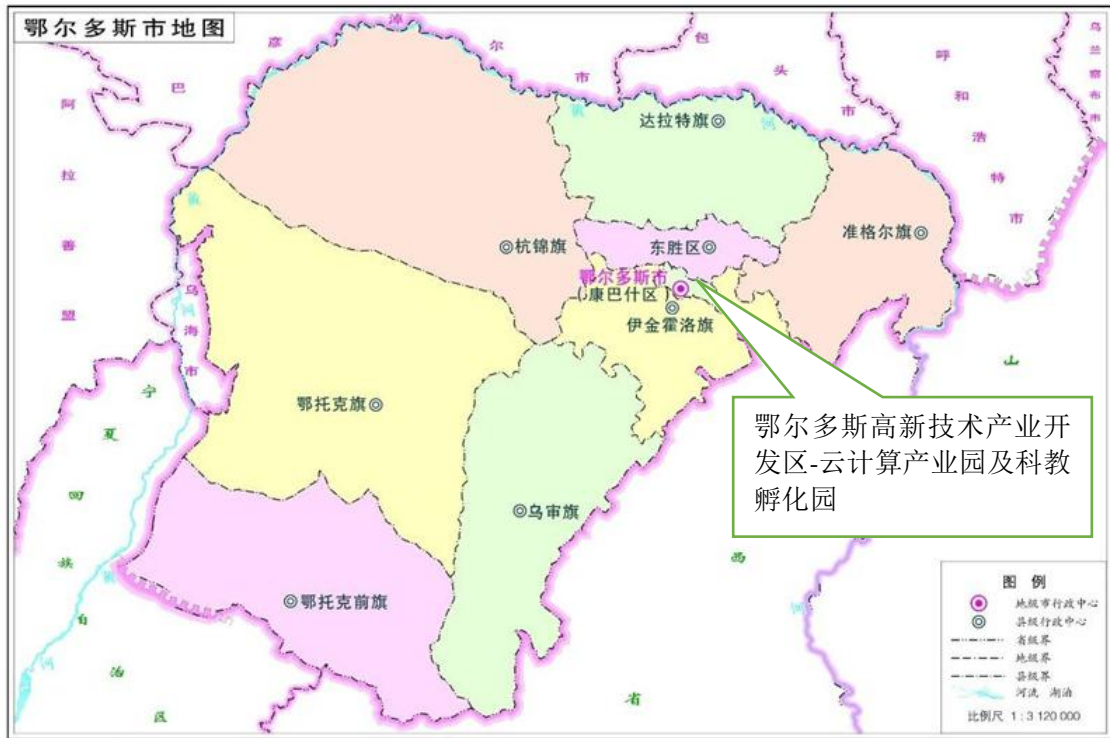 鄂尔多斯市地图
巴彦淖尔市
包头市
呼和浩特市
乌兰察布市
阿拉善盟
黄
河
达拉特旗
杭锦旗
东胜区
准格尔旗
鄂尔多斯市
(康巴什区)
伊金霍洛旗
黄
河
乌海市
鄂托克旗
乌审旗
鄂托克前旗
宁夏回族自治区
黄
河
山西省
河
鄂尔多斯高新技术产业开
发区-云计算产业园及科教
孵化园
图 例
地级市行政中心
县级行政中心
省级界
地级界
县级界
河流 湖泊
比例尺 1:3 120 000